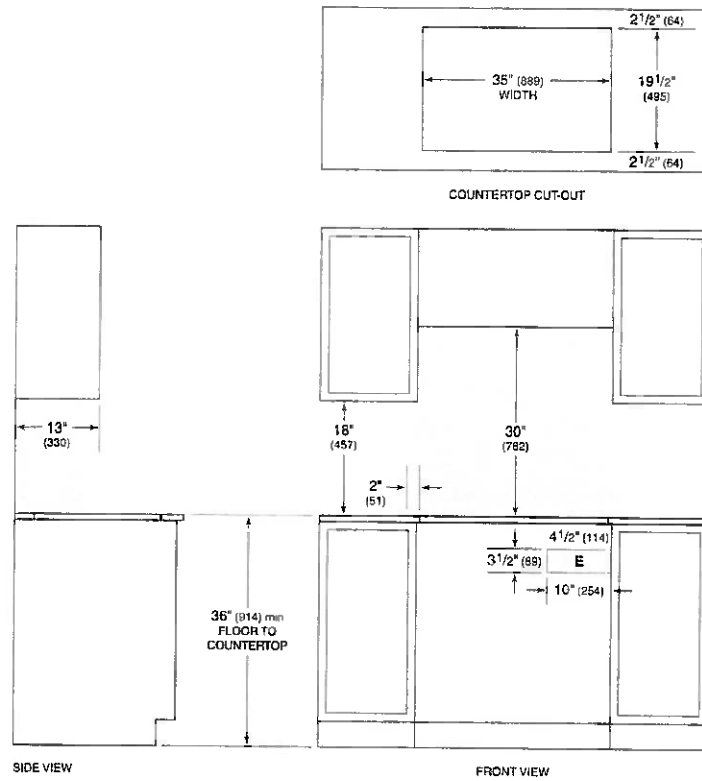 2 1/2" (64)
35" (889)
WIDTH
19 1/2"
(495)
2 1/2" (64)
COUNTERTOP CUT-OUT
13"
(330)
18"
(457)
30"
(762)
2"
(51)
4 1/2" (114)
3 1/2" (89)
E
10" (254)
36" (914) min
FLOOR TO
COUNTERTOP
SIDE VIEW
FRONT VIEW